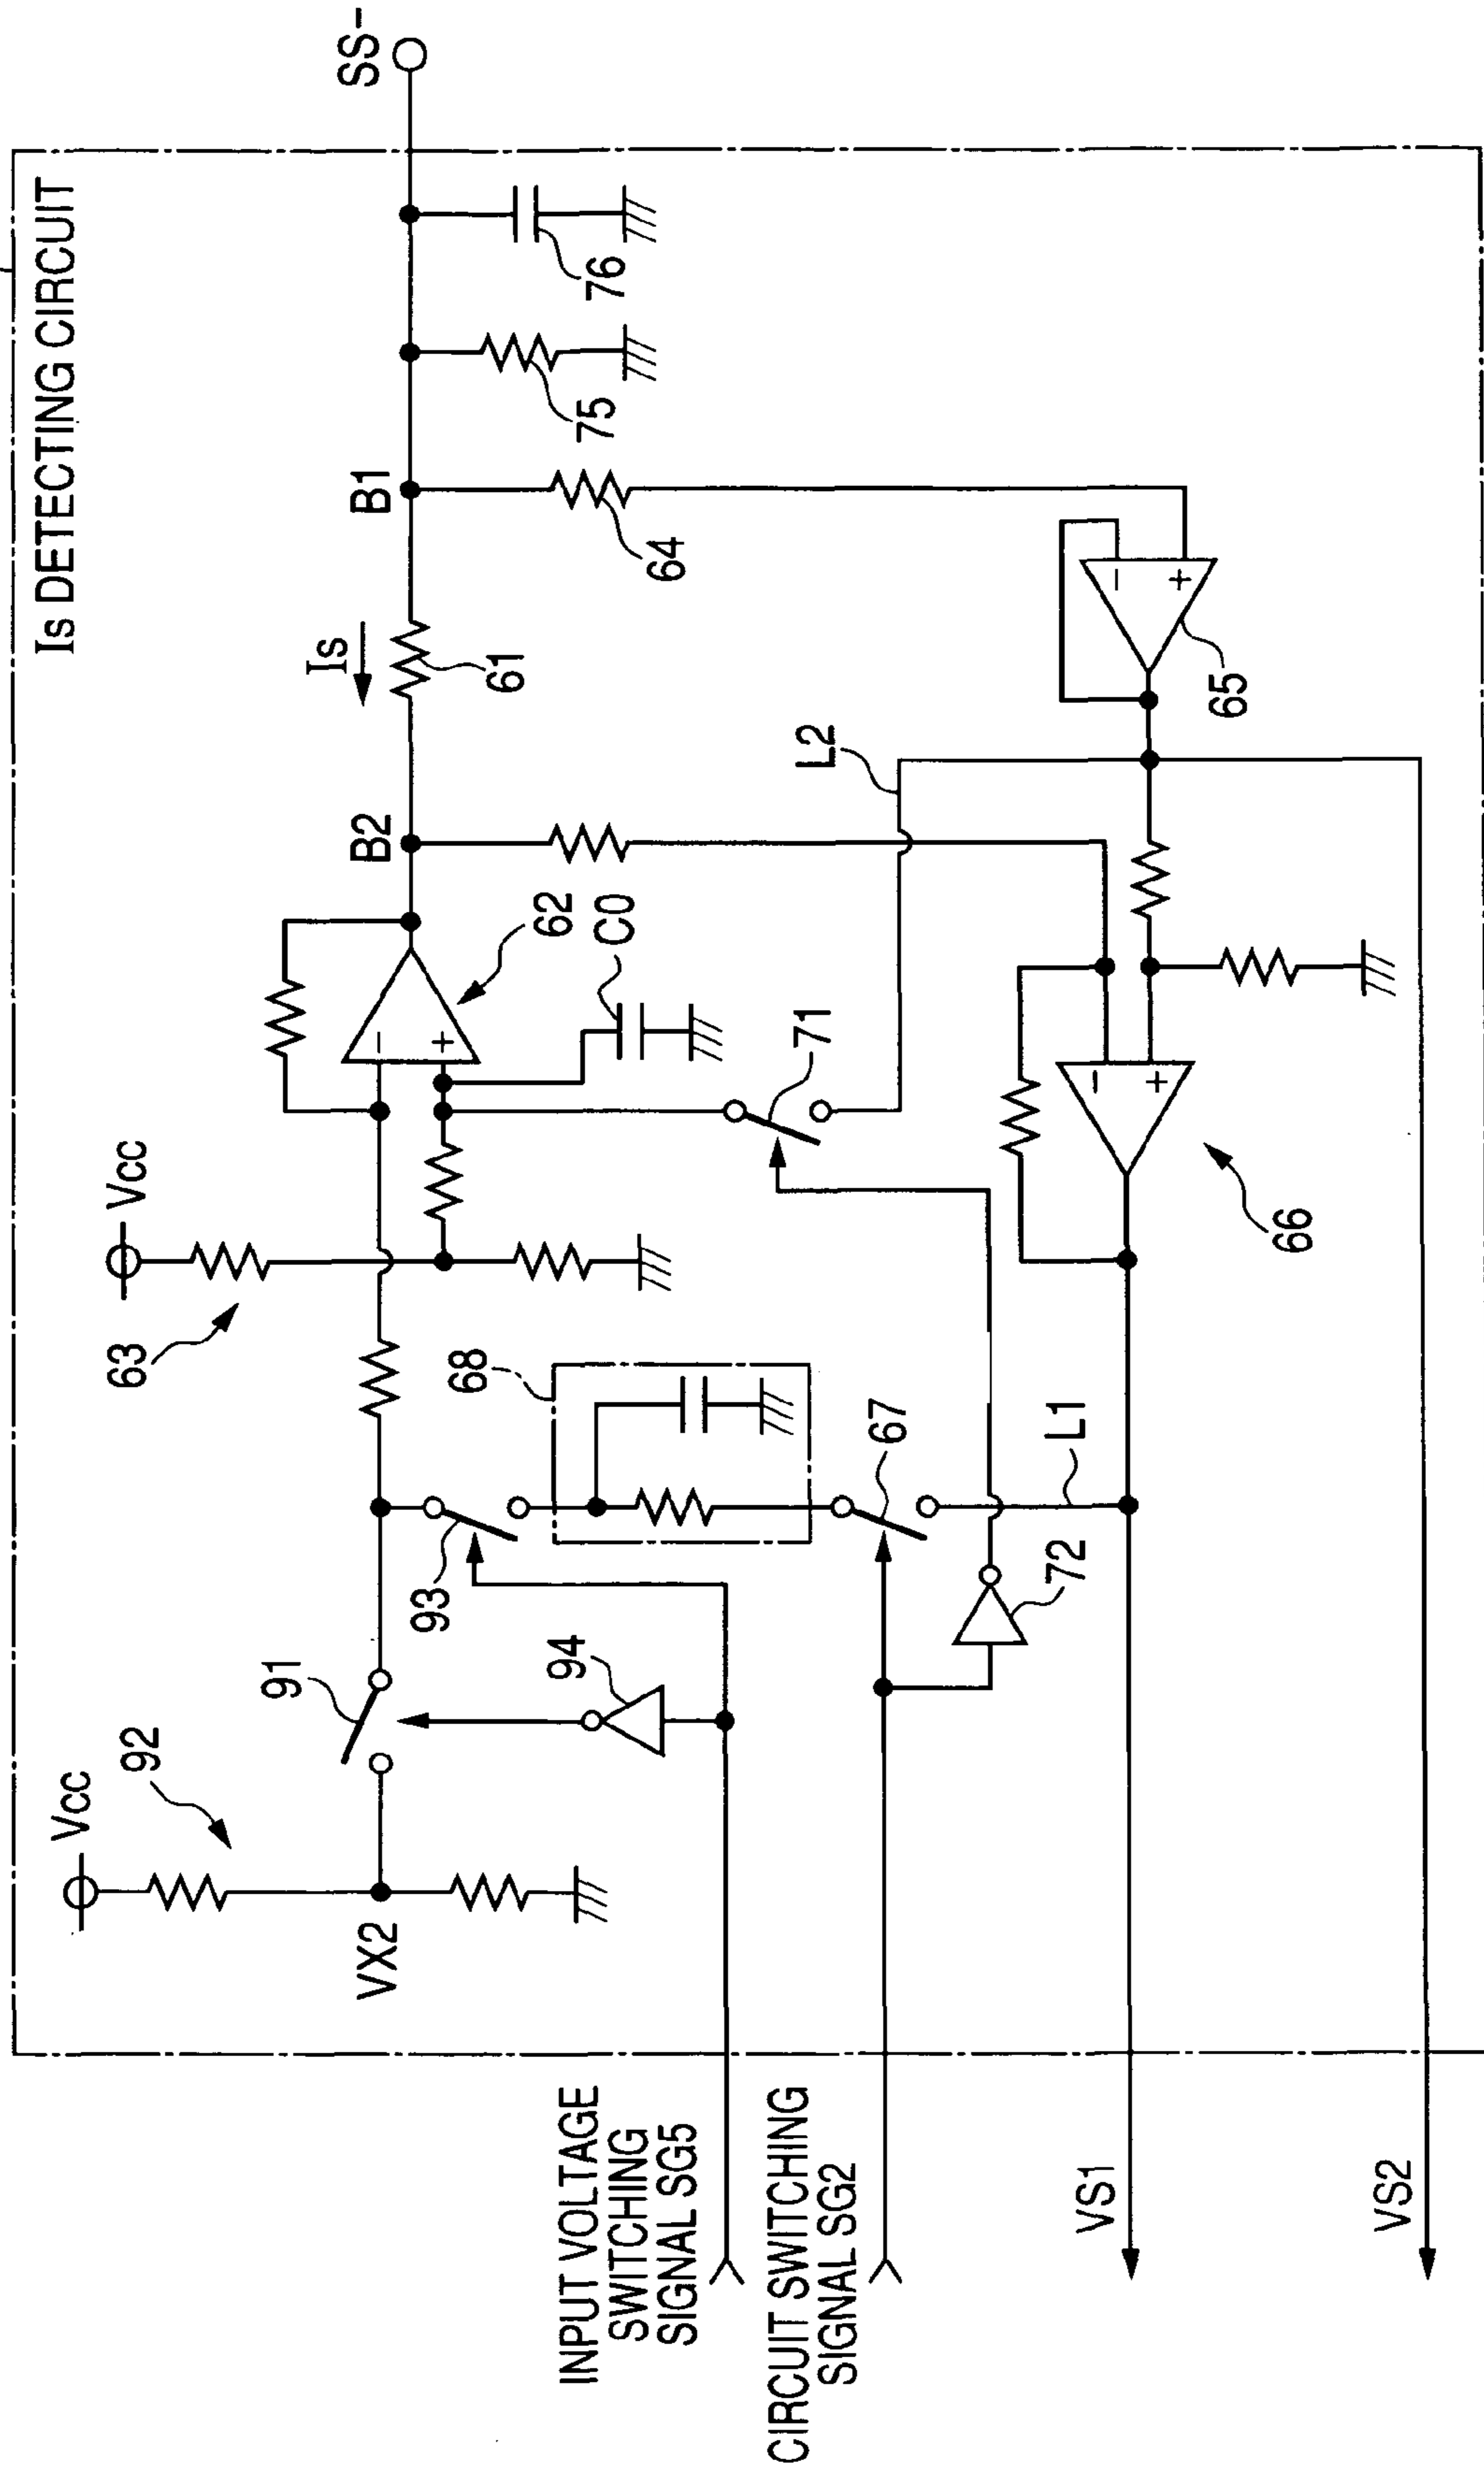 Is DETECTING CIRCUIT
SS-
Vcc
92
VX2
91
94
93
Vcc
63
68
67
72
L1
62
C0
71
B2
L2
Is
61
B1
64
75
76
65
66
INPUT VOLTAGE
SWITCHING
SIGNAL SG5
CIRCUIT SWITCHING
SIGNAL SG2
VS1
VS2
-
+
-
+
-
+